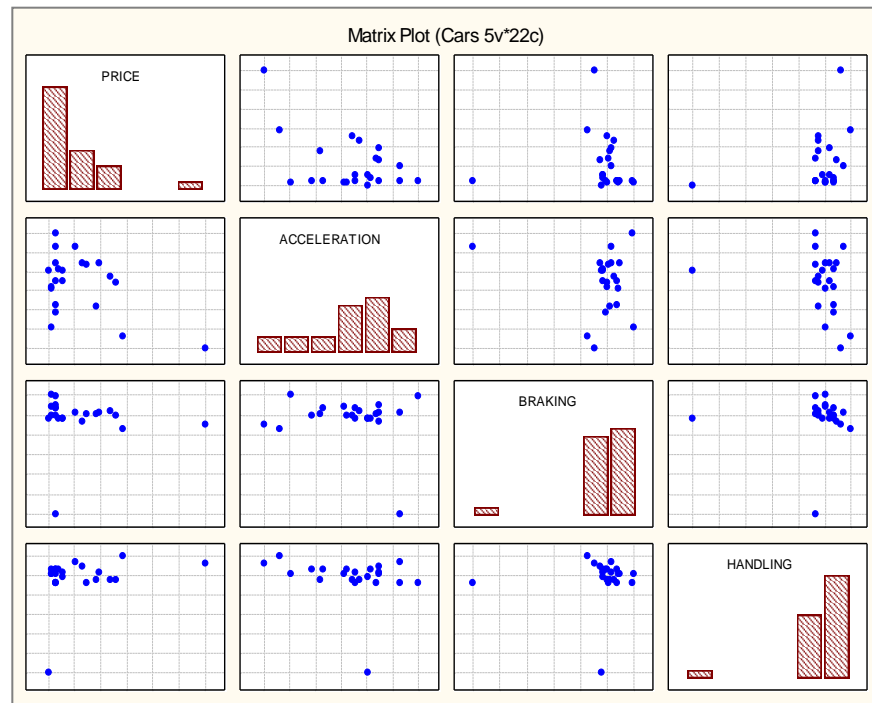 Matrix Plot (Cars 5v*22c)
PRICE
ACCELERATION
BRAKING
HANDLING